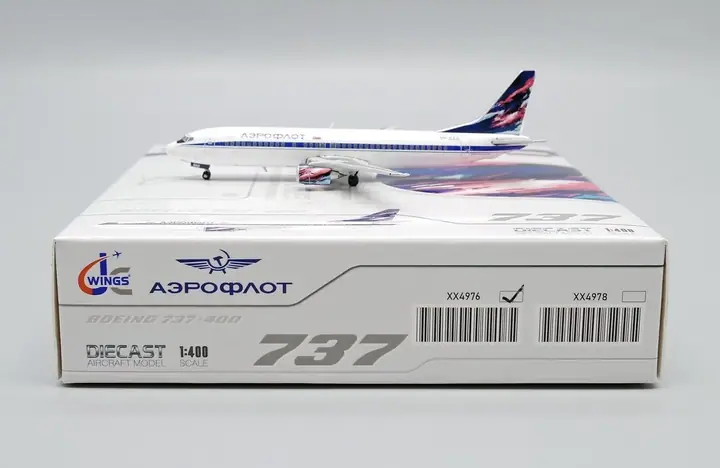 АЭРОФЛОТ
737
DIECAST 1:400
JC
WINGS
АЭРОФЛОТ
XX4976
XX4978
BOEING 737-400
DIECAST
AIRCRAFT MODEL
1:400
SCALE
737